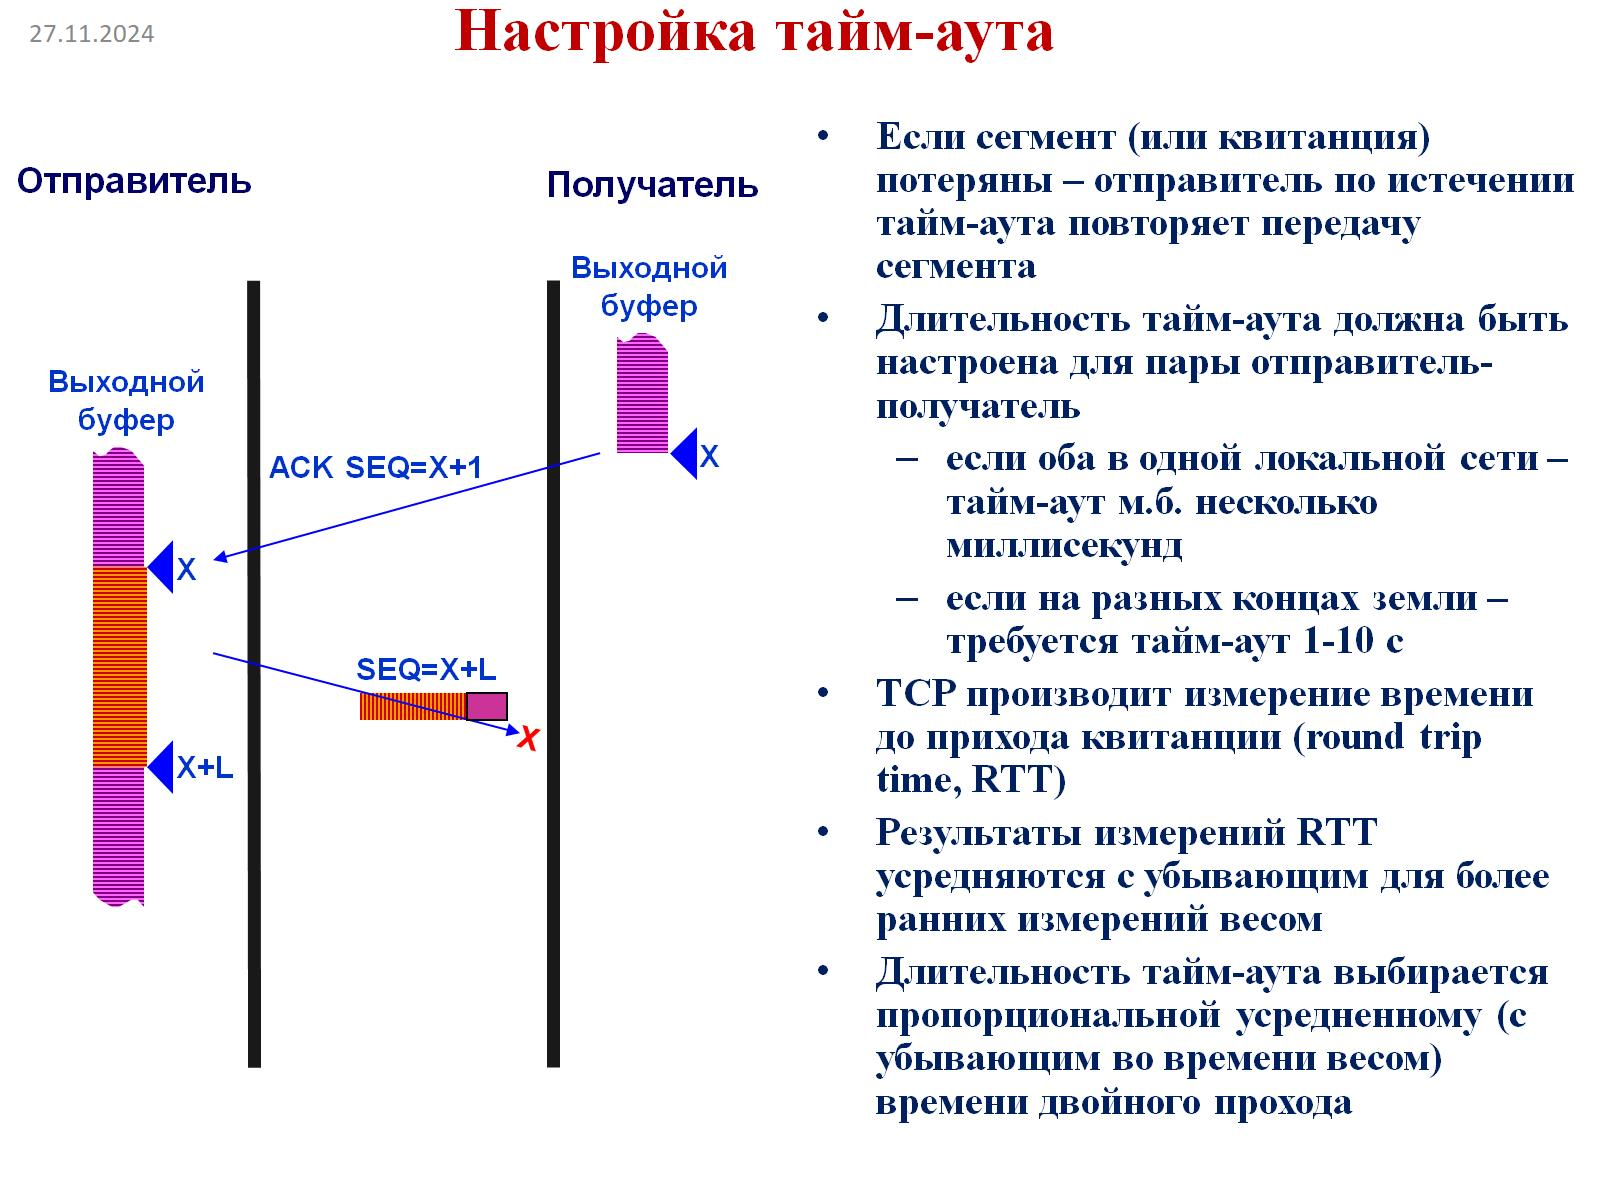 27.11.2024
Настройка тайм-аута
Отправитель
Получатель
Выходной
буфер
Выходной
буфер
ACK SEQ=X+1
X
X
SEQ=X+L
X
X+L
• Если сегмент (или квитанция)
потеряны – отправитель по истечении
тайм-аута повторяет передачу
сегмента
• Длительность тайм-аута должна быть
настроена для пары отправитель-
получатель
– если оба в одной локальной сети –
тайм-аут м.б. несколько
миллисекунд
– если на разных концах земли –
требуется тайм-аут 1-10 с
• TCP производит измерение времени
до прихода квитанции (round trip
time, RTT)
• Результаты измерений RTT
усредняются с убывающим для более
ранних измерений весом
• Длительность тайм-аута выбирается
пропорциональной усредненному (с
убывающим во времени весом)
времени двойного прохода